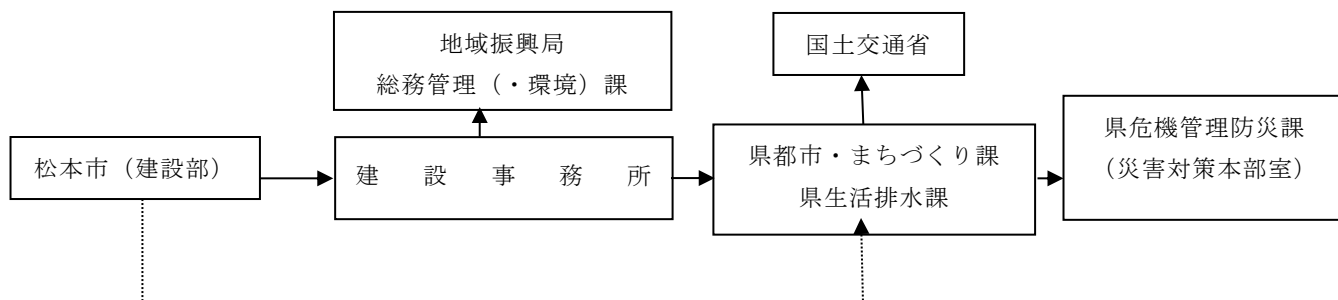 地域振興局
総務管理（・環境）課
国土交通省
松本市（建設部）
建設事務所
県都市・まちづくり課
県生活排水課
県危機管理防災課
（災害対策本部室）